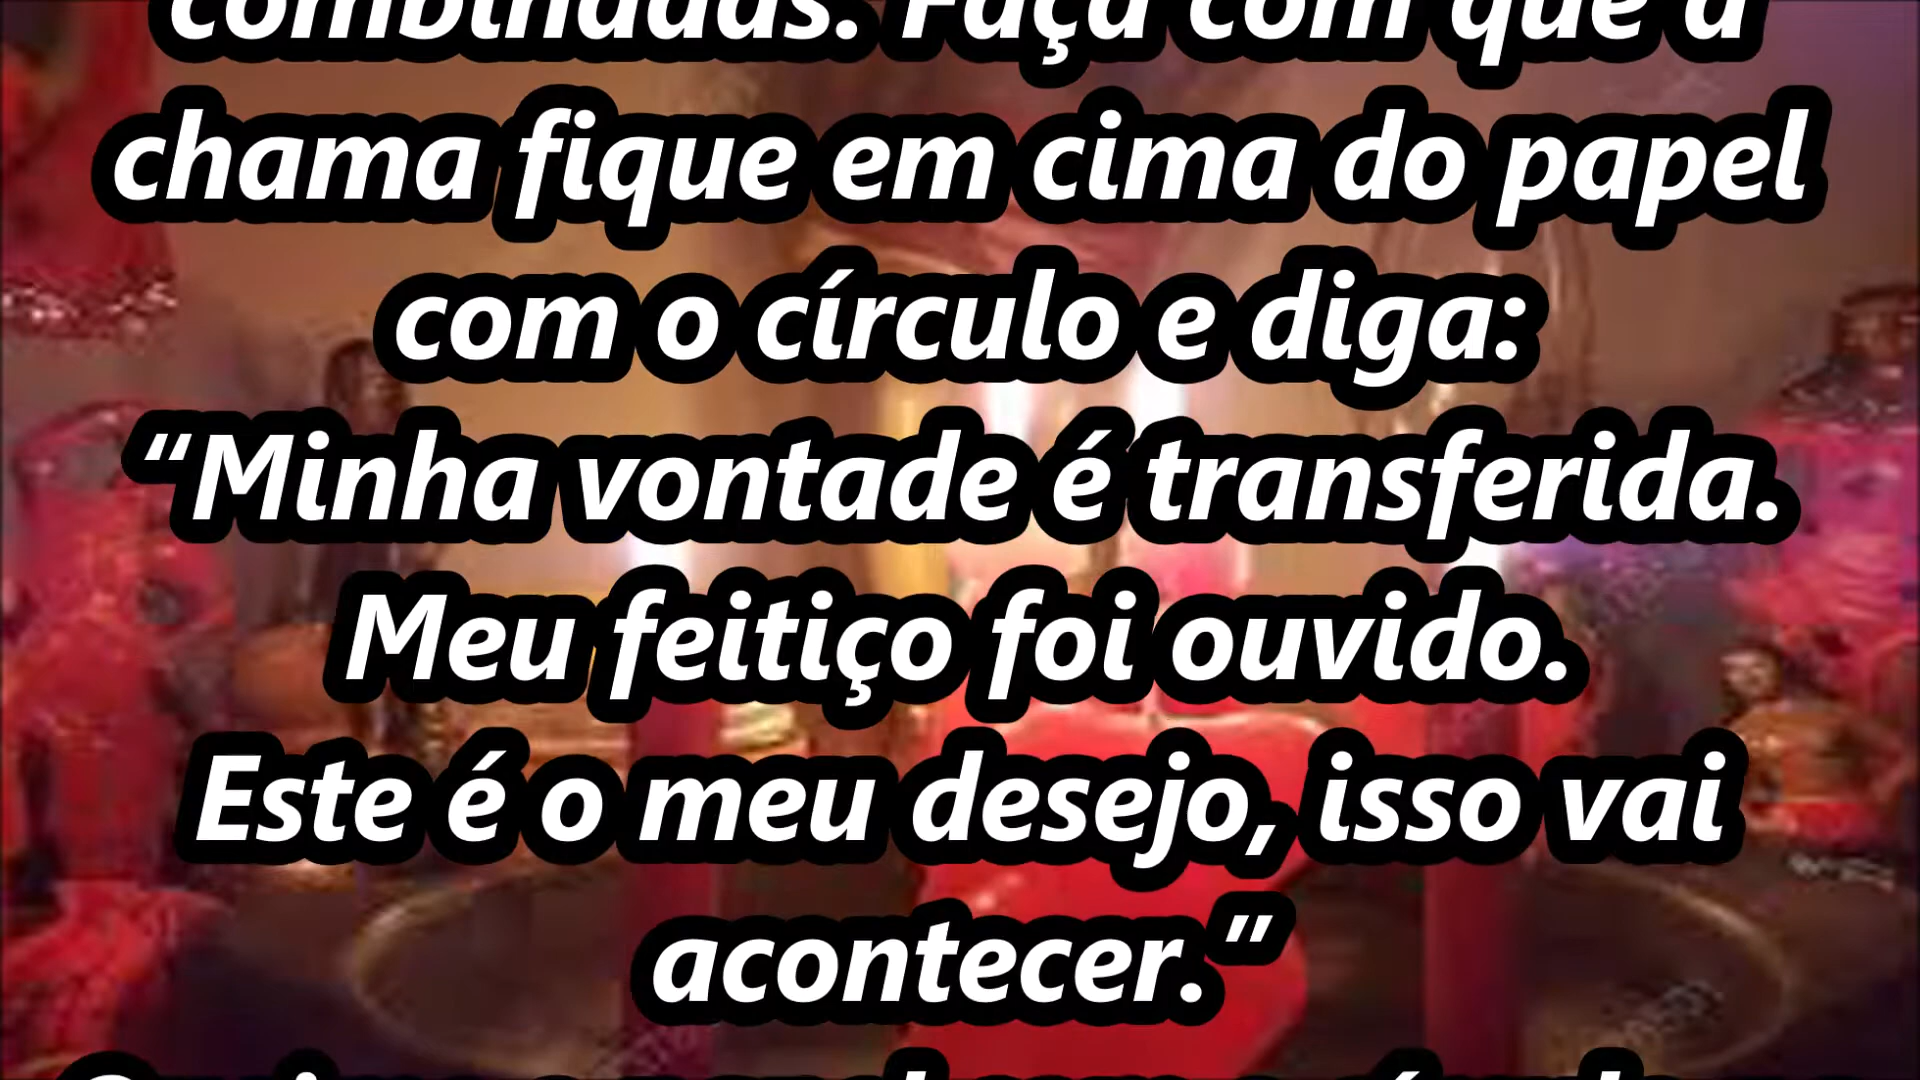 combinadas. Faça com que a
chama fique em cima do papel
com o círculo e diga:
“Minha vontade é transferida.
Meu feitiço foi ouvido.
Este é o meu desejo, isso vai
acontecer.”